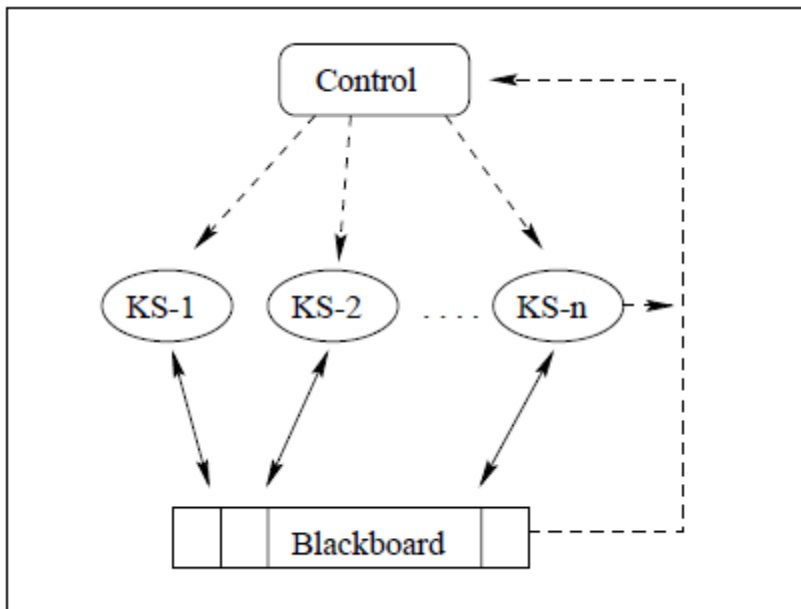 Control
KS-1 KS-2 . . . . KS-n
Blackboard